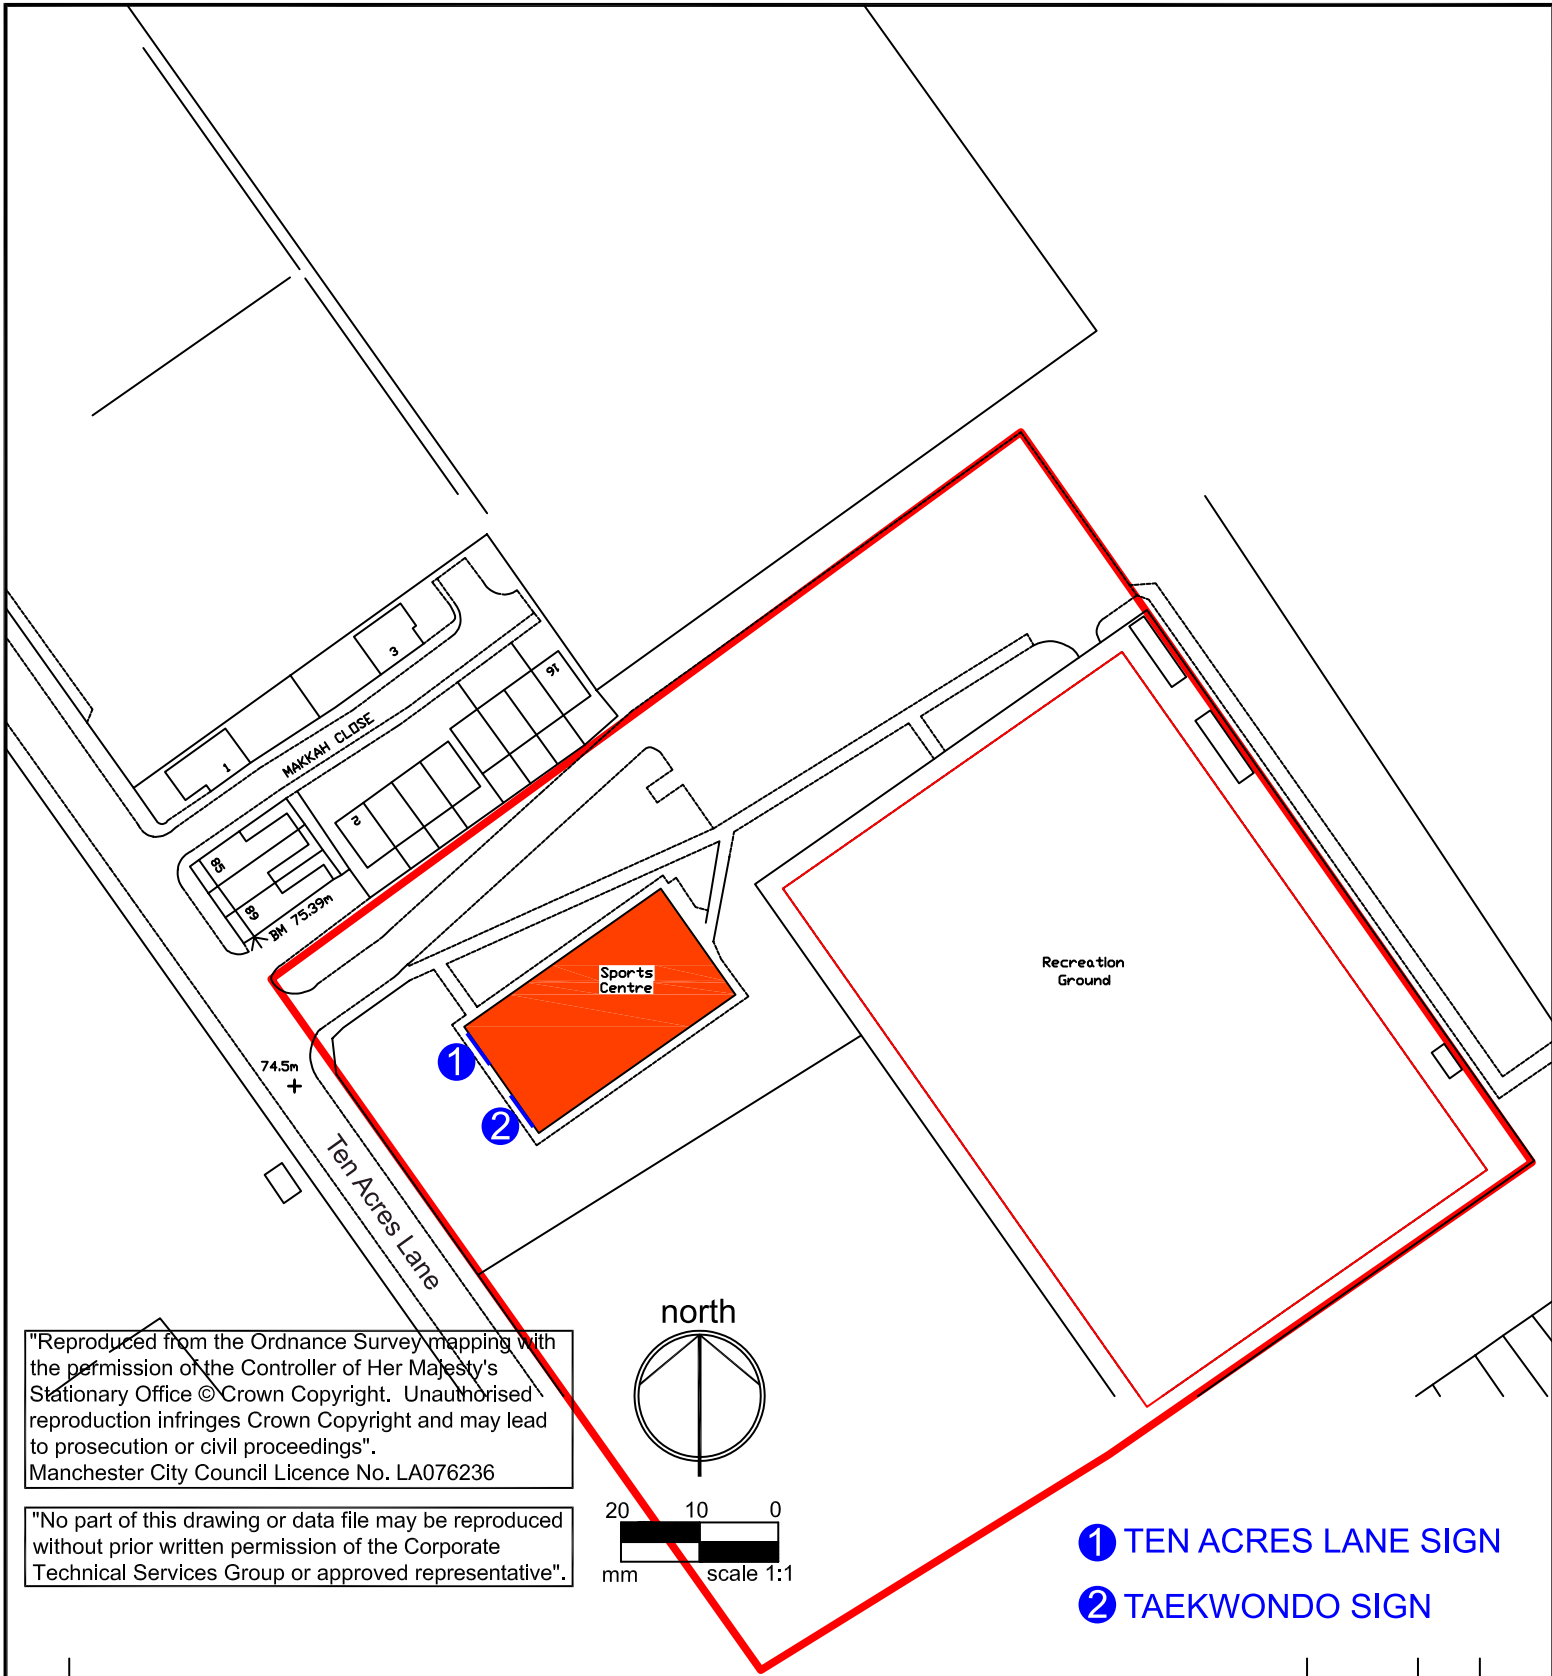 3
16
MAKKAH CLOSE
1
2
85
89
BM 75.39m
Sports
Centre
Recreation
Ground
1
74.5m
2
Ten Acres Lane
north
"Reproduced from the Ordnance Survey mapping with
the permission of the Controller of Her Majesty's
Stationary Office © Crown Copyright. Unauthorised
reproduction infringes Crown Copyright and may lead
to prosecution or civil proceedings".
Manchester City Council Licence No. LA076236
"No part of this drawing or data file may be reproduced
without prior written permission of the Corporate
Technical Services Group or approved representative".
20 10 0
mm scale 1:1
1 TEN ACRES LANE SIGN
2 TAEKWONDO SIGN